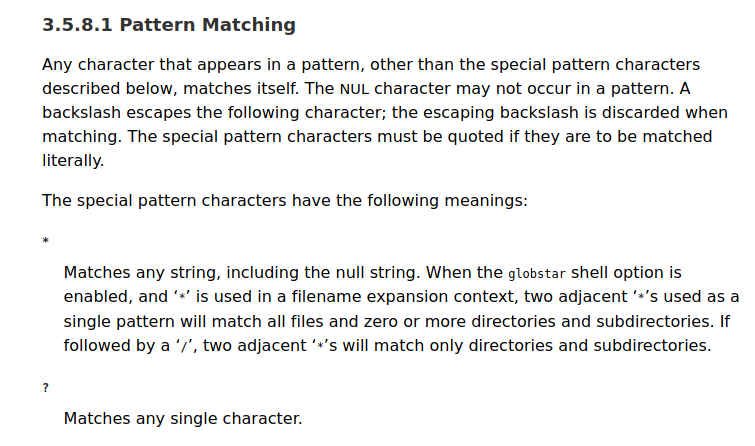 3.5.8.1 Pattern Matching
Any character that appears in a pattern, other than the special pattern characters
described below, matches itself. The NUL character may not occur in a pattern. A
backslash escapes the following character; the escaping backslash is discarded when
matching. The special pattern characters must be quoted if they are to be matched
literally.
The special pattern characters have the following meanings:
*
Matches any string, including the null string. When the globstar shell option is
enabled, and ‘*’ is used in a filename expansion context, two adjacent ‘*’s used as a
single pattern will match all files and zero or more directories and subdirectories. If
followed by a ‘/’, two adjacent ‘*’s will match only directories and subdirectories.
?
Matches any single character.